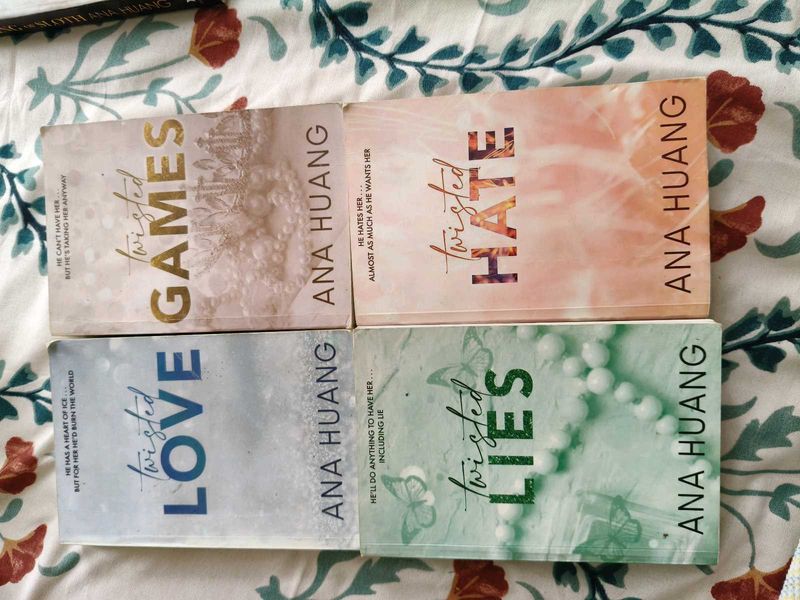 SLOTH ANA HUANG
HE CAN'T HAVE HER...
BUT HE'S TAKING HER ANYWAY
twisted
GAMES
ANA HUANG
HE HATES HER...
ALMOST AS MUCH AS HE WANTS HER
twisted
HATE
ANA HUANG
HE HAS A HEART OF ICE...
BUT FOR HER HE'D BURN THE WORLD
twisted
LOVE
ANA HUANG
HE'LL DO ANYTHING TO HAVE HER...
INCLUDING LIE
twisted
LIES
ANA HUANG